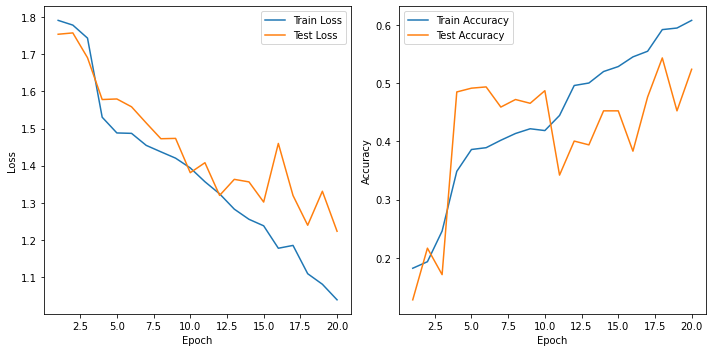 1.8
1.7
1.6
1.5
1.4
1.3
1.2
1.1
Loss
2.5 5.0 7.5 10.0 12.5 15.0 17.5 20.0
Epoch
Train Loss
Test Loss
0.6
0.5
0.4
0.3
0.2
Accuracy
2.5 5.0 7.5 10.0 12.5 15.0 17.5 20.0
Epoch
Train Accuracy
Test Accuracy